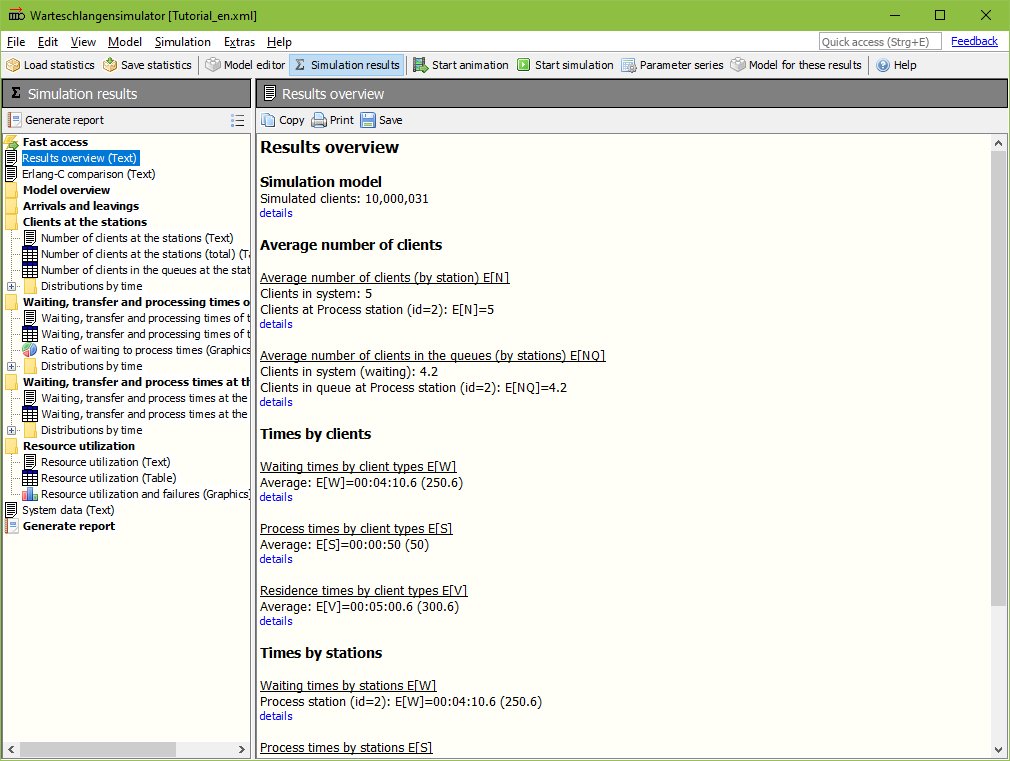 Warteschlangensimulator [Tutorial_en.xml]
File Edit View Model Simulation Extras Help
Quick access (Strg+E) Feedback
Load statistics Save statistics Model editor Σ Simulation results Start animation Start simulation Parameter series Model for these results Help
Σ Simulation results
Generate report
Fast access
Results overview (Text)
Erlang-C comparison (Text)
Model overview
Arrivals and leavings
Clients at the stations
Number of clients at the stations (Text)
Number of clients at the stations (total) (Ta
Number of clients in the queues at the stat
Distributions by time
Waiting, transfer and processing times o
Waiting, transfer and processing times of t
Waiting, transfer and processing times of t
Ratio of waiting to process times (Graphics
Distributions by time
Waiting, transfer and process times at th
Waiting, transfer and process times at the
Waiting, transfer and process times at the
Distributions by time
Resource utilization
Resource utilization (Text)
Resource utilization (Table)
Resource utilization and failures (Graphics)
System data (Text)
Generate report
Results overview
Copy Print Save
Results overview
Simulation model
Simulated clients: 10,000,031
details
Average number of clients
Average number of clients (by station) E[N]
Clients in system: 5
Clients at Process station (id=2): E[N]=5
details
Average number of clients in the queues (by stations) E[NQ]
Clients in system (waiting): 4.2
Clients in queue at Process station (id=2): E[NQ]=4.2
details
Times by clients
Waiting times by client types E[W]
Average: E[W]=00:04:10.6 (250.6)
details
Process times by client types E[S]
Average: E[S]=00:00:50 (50)
details
Residence times by client types E[V]
Average: E[V]=00:05:00.6 (300.6)
details
Times by stations
Waiting times by stations E[W]
Process station (id=2): E[W]=00:04:10.6 (250.6)
details
Process times by stations E[S]